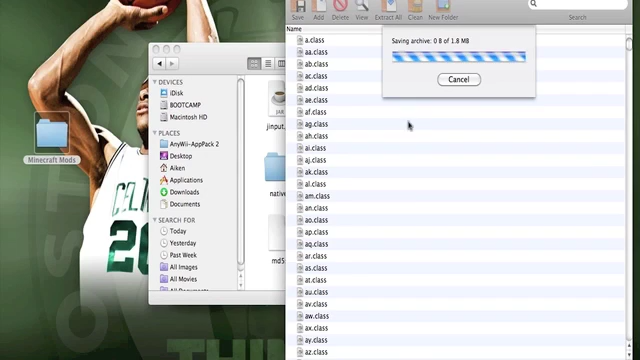 Save Add Delete View Extract All Clean New Folder Search
Name
Saving archive: 0 B of 1.8 MB
Cancel
a.class
aa.class
ab.class
ac.class
ad.class
ae.class
af.class
ag.class
ah.class
ai.class
aj.class
ak.class
al.class
am.class
an.class
ao.class
ap.class
aq.class
ar.class
as.class
at.class
au.class
av.class
aw.class
ax.class
ay.class
az.class
DEVICES
iDisk
BOOTCAMP
Macintosh HD
PLACES
AnyWii-AppPack 2
Desktop
Aiken
Applications
Downloads
Documents
SEARCH FOR
Today
Yesterday
Past Week
All Images
All Movies
JAR
jinput.
native
md5
Minecraft Mods
BOSTON
CEL
20